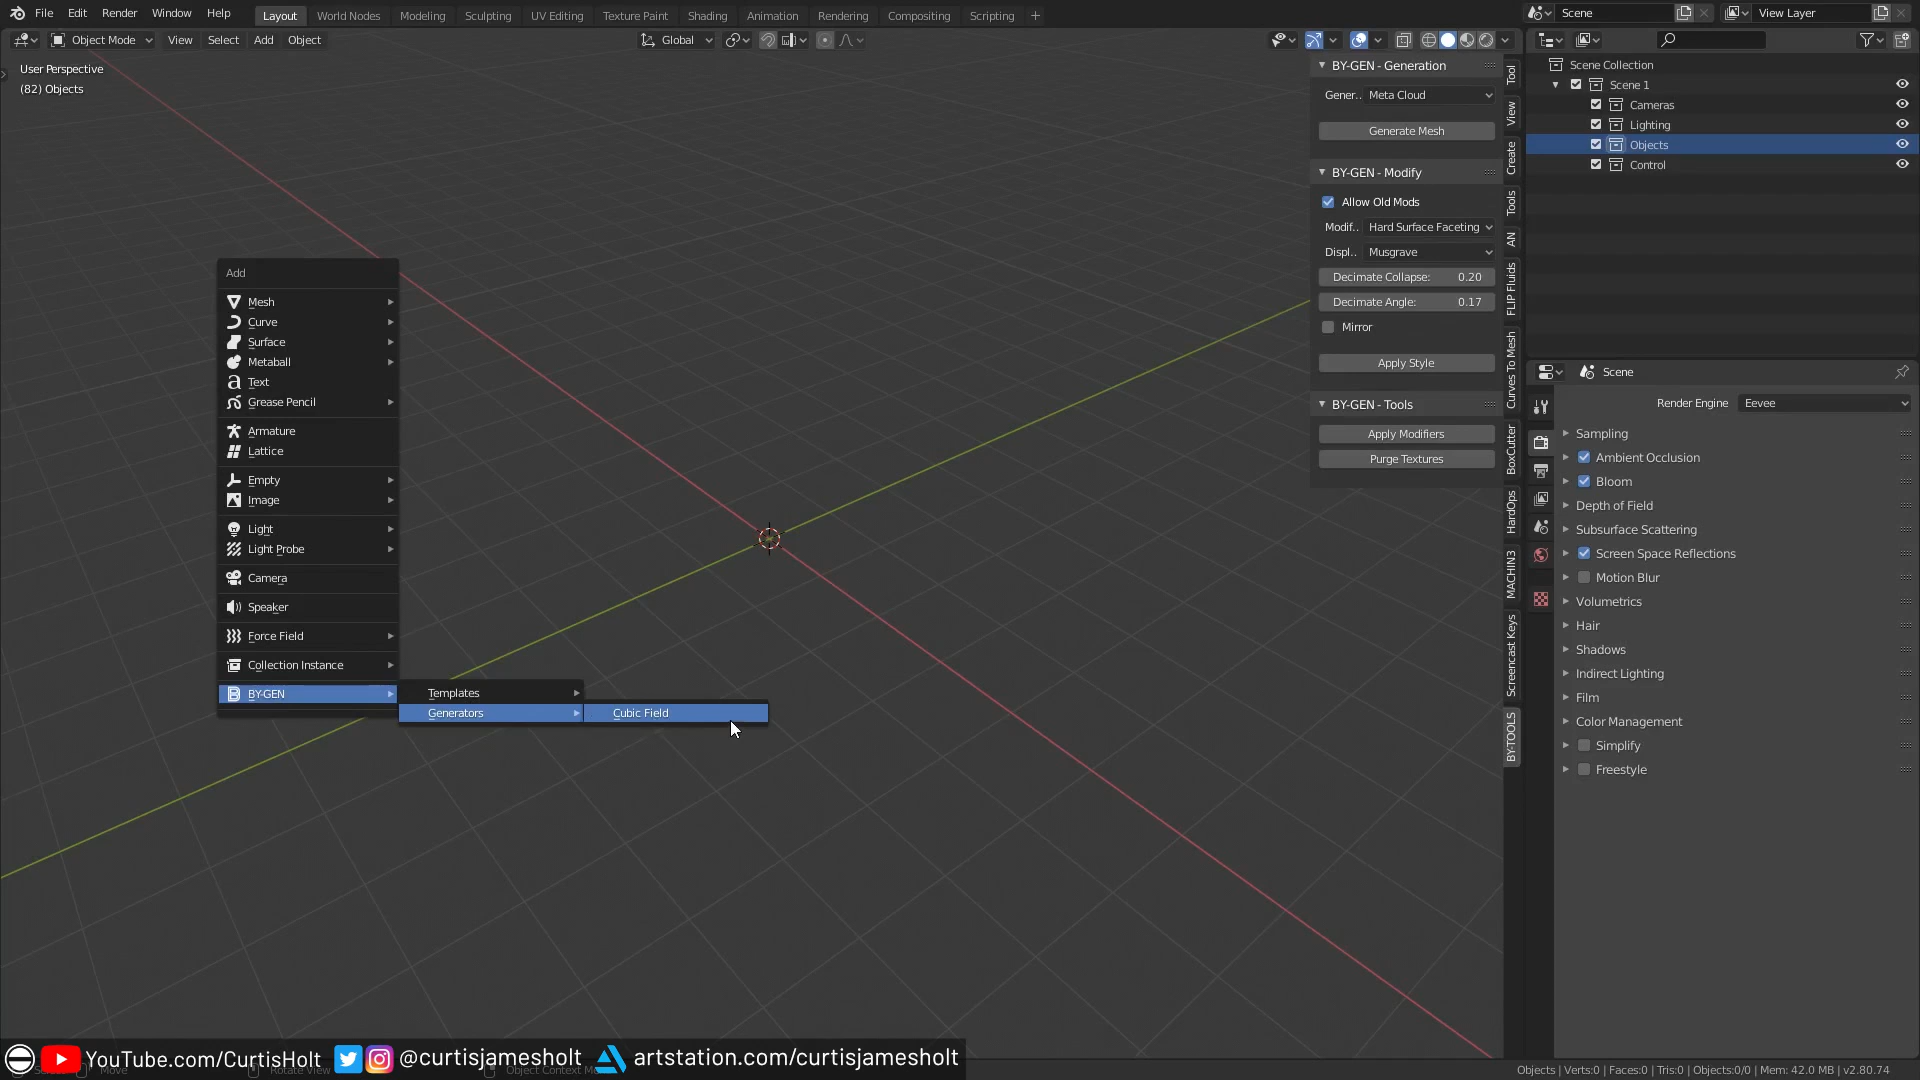 File Edit Render Window Help Layout World Nodes Modeling Sculpting UV Editing Texture Paint Shading Animation Rendering Compositing Scripting + Scene View Layer
Object Mode View Select Add Object Global
User Perspective
(82) Objects
Add
Mesh
Curve
Surface
Metaball
Text
Grease Pencil
Armature
Lattice
Empty
Image
Light
Light Probe
Camera
Speaker
Force Field
Collection Instance
BY-GEN
Templates
Generators
Cubic Field
BY-GEN - Generation
Gener.. Meta Cloud
Generate Mesh
BY-GEN - Modify
Allow Old Mods
Modif.. Hard Surface Faceting
Displ.. Musgrave
Decimate Collapse: 0.20
Decimate Angle: 0.17
Mirror
Apply Style
BY-GEN - Tools
Apply Modifiers
Purge Textures
Tool
View
Create
Tools
AN
FLIP Fluids
Curves To Mesh
BoxCutter
HardOps
MACHIN3
Screencast Keys
BY-TOOLS
Scene Collection
Scene 1
Cameras
Lighting
Objects
Control
Scene
Render Engine Eevee
Sampling
Ambient Occlusion
Bloom
Depth of Field
Subsurface Scattering
Screen Space Reflections
Motion Blur
Volumetrics
Hair
Shadows
Indirect Lighting
Film
Color Management
Simplify
Freestyle
YouTube.com/CurtisHolt @curtisjamesholt artstation.com/curtisjamesholt
Move Rotate View Object Context
Objects | Verts:0 | Faces:0 | Tris:0 | Objects:0/0 | Mem: 42.0 MB | v2.80.74